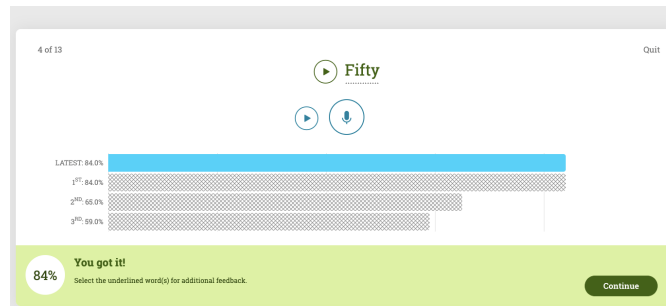 4 of 13
Quit
Fifty
LATEST: 84.0%
1ST: 84.0%
2ND: 65.0%
3RD: 59.0%
84%
You got it!
Select the underlined word(s) for additional feedback.
Continue